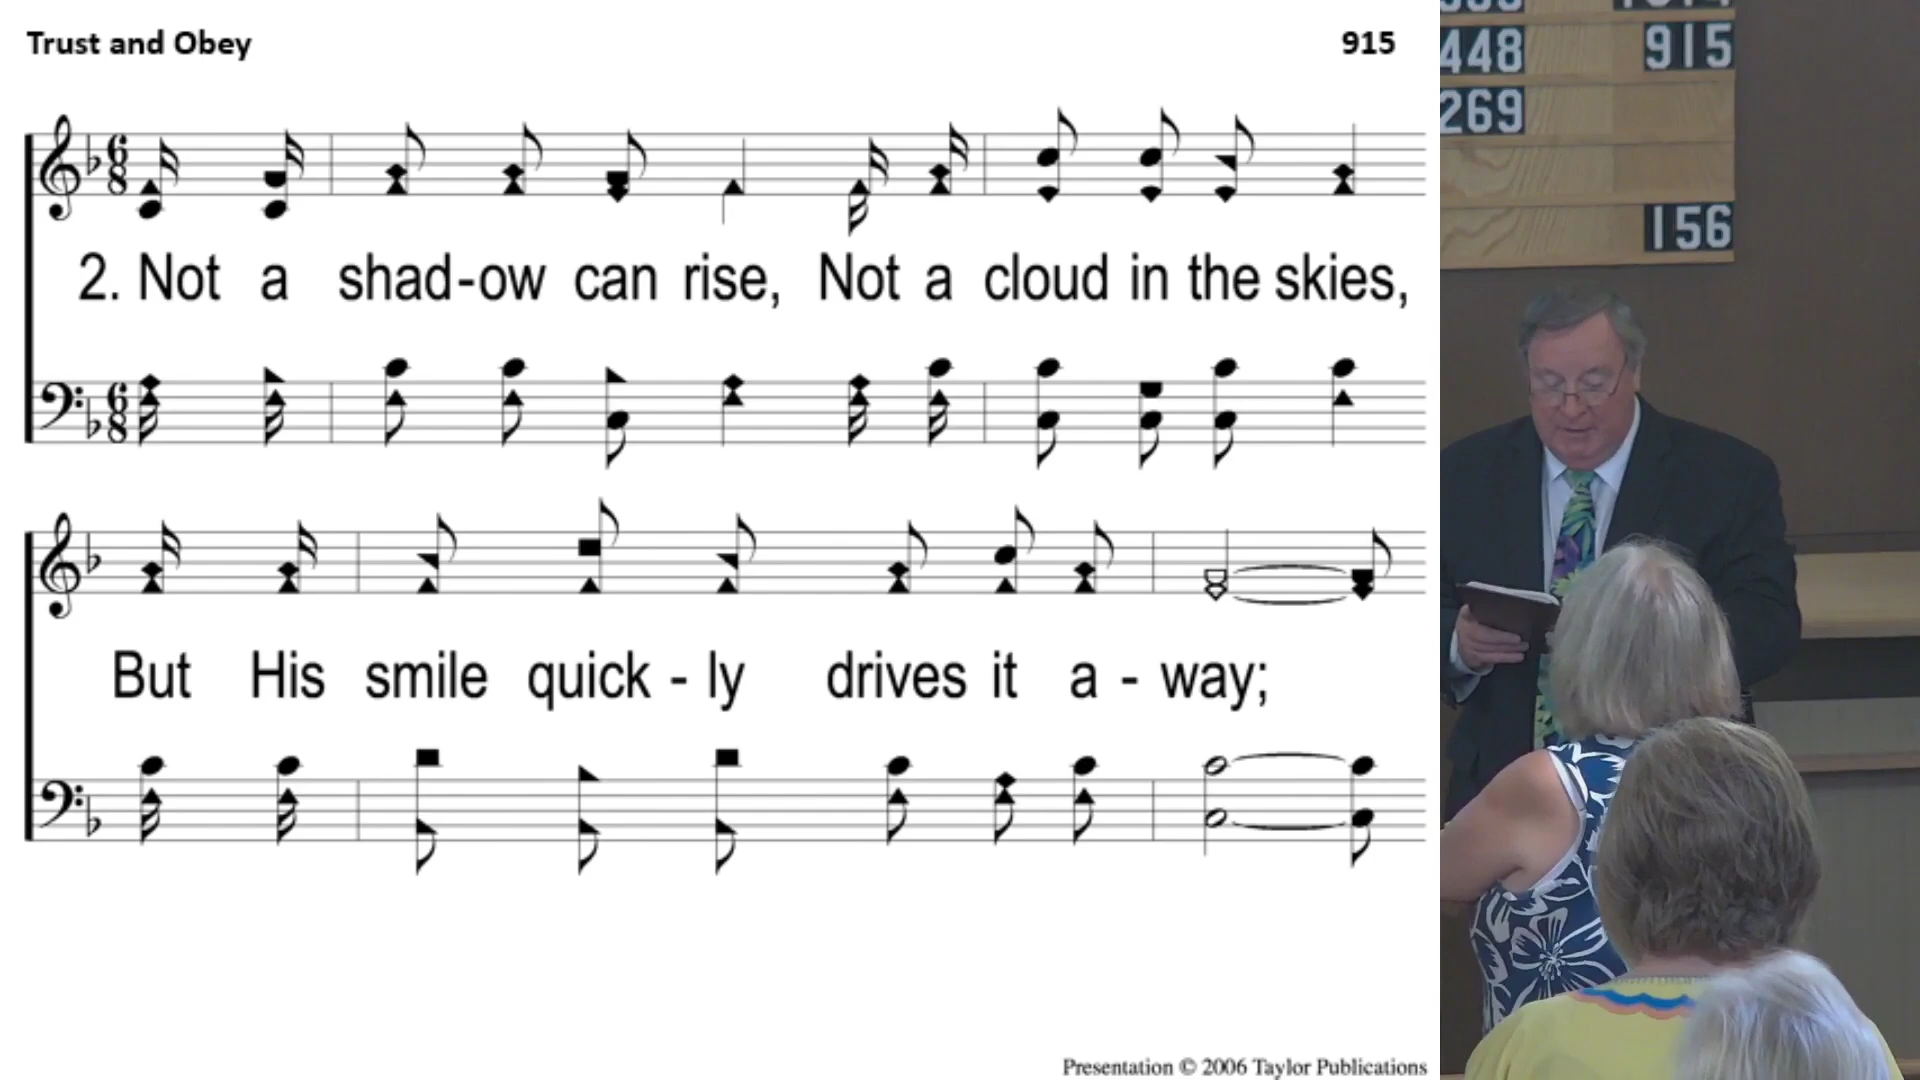 Trust and Obey 915
2. Not a shad-ow can rise, Not a cloud in the skies,
But His smile quick - ly drives it a - way;
Presentation © 2006 Taylor Publications
448 915
269
156